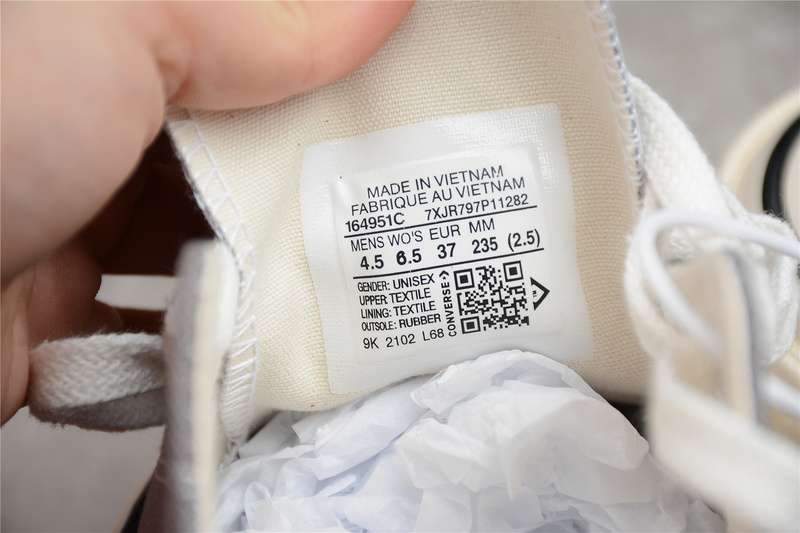 MADE IN VIETNAM
FABRIQUE AU VIETNAM
164951C 7XJR797P11282
MENS WO'S EUR MM
4.5 6.5 37 235 (2.5)
GENDER: UNISEX
UPPER: TEXTILE
LINING: TEXTILE
OUTSOLE: RUBBER
9K 2102 L68
CONVERSE